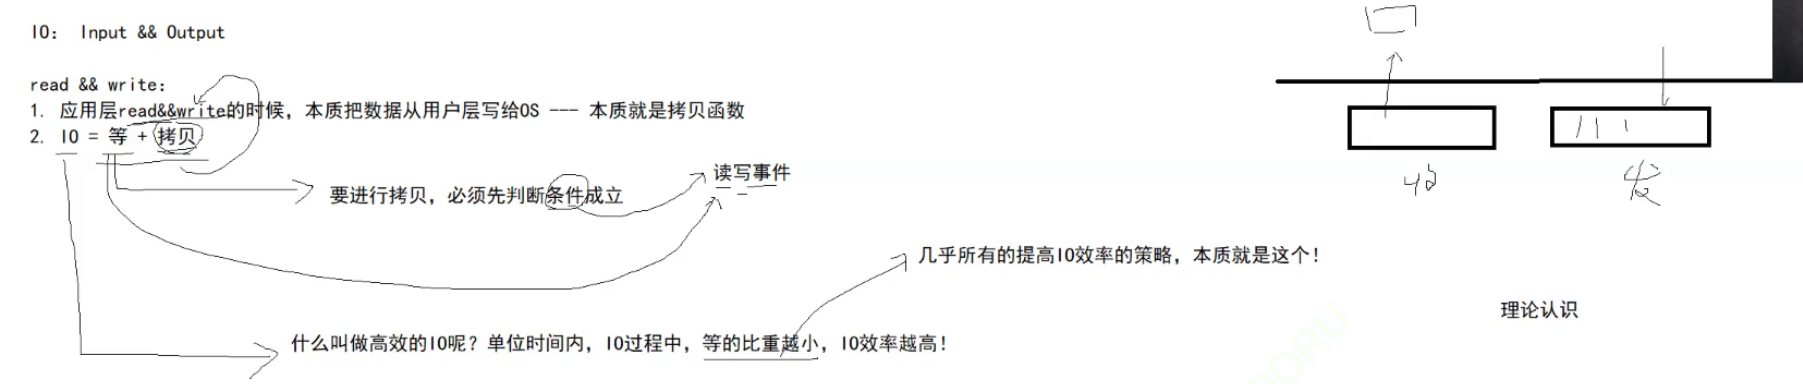 IO： Input && Output
read && write：
1. 应用层read&&write的时候，本质把数据从用户层写给OS --- 本质就是拷贝函数
2. IO = 等 + 拷贝
要进行拷贝，必须先判断条件成立
读写事件
收
发
几乎所有的提高IO效率的策略，本质就是这个！
理论认识
什么叫做高效的IO呢？单位时间内，IO过程中，等的比重越小，IO效率越高！